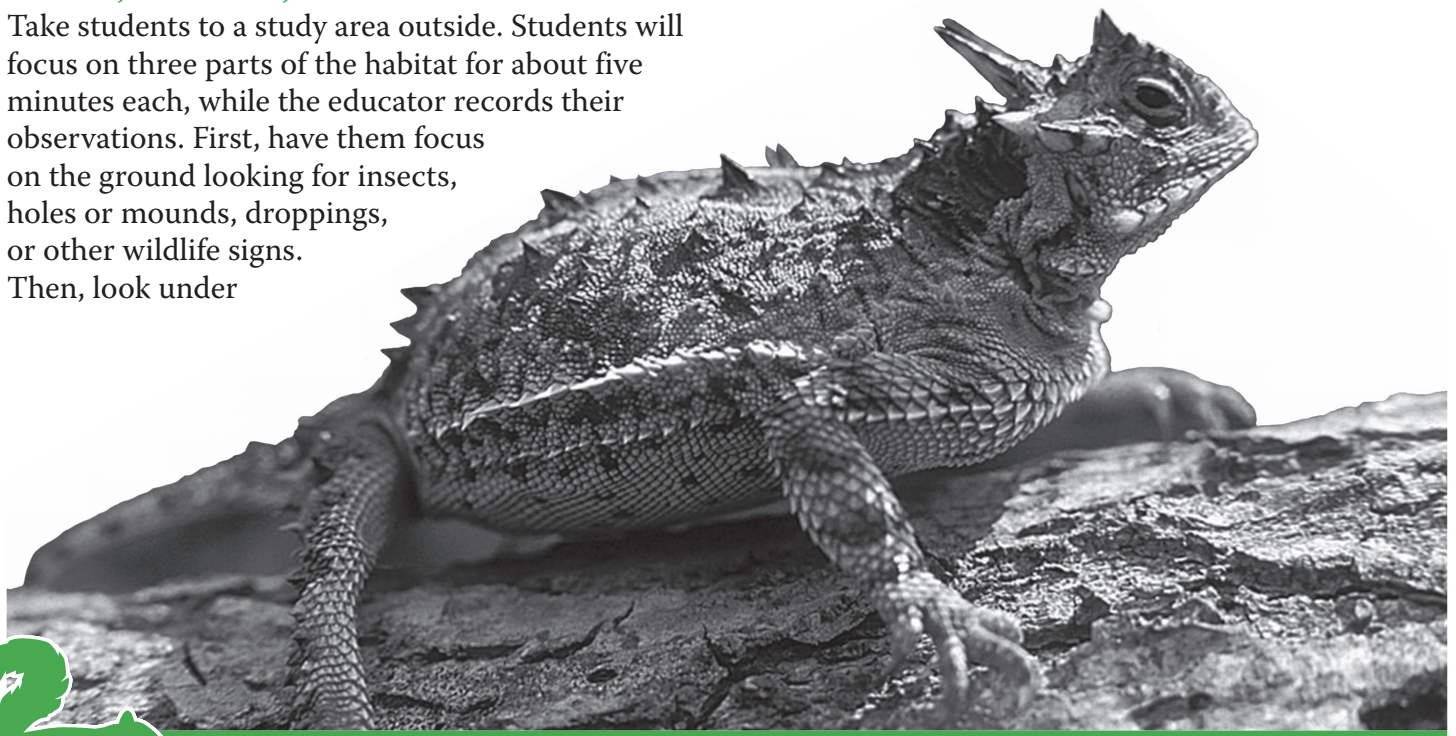 Take students to a study area outside. Students will
focus on three parts of the habitat for about five
minutes each, while the educator records their
observations. First, have them focus
on the ground looking for insects,
holes or mounds, droppings,
or other wildlife signs.
Then, look under